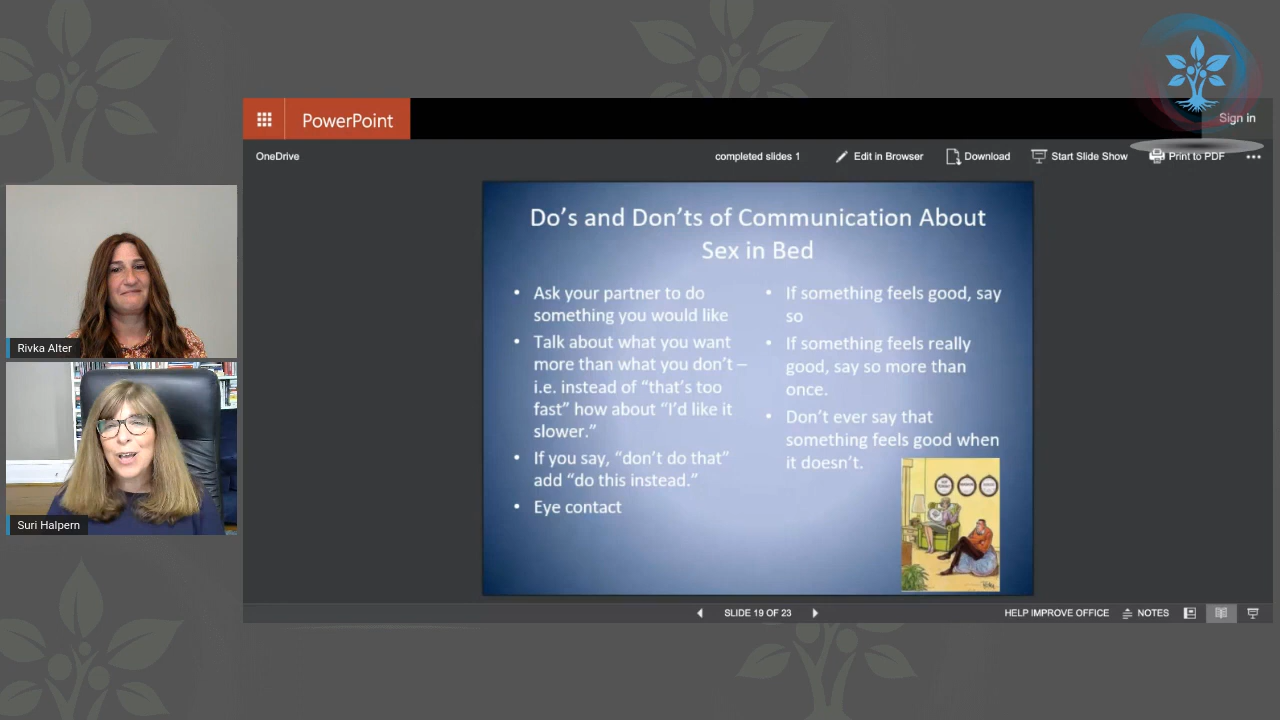 PowerPoint
Sign in
OneDrive
completed slides 1
Edit in Browser
Download
Start Slide Show
Print to PDF
Do's and Don'ts of Communication About
Sex in Bed
• Ask your partner to do
something you would like
• Talk about what you want
more than what you don't –
i.e. instead of “that's too
fast” how about “I'd like it
slower.”
• If you say, “don't do that”
add “do this instead.”
• Eye contact
• If something feels good, say
so
• If something feels really
good, say so more than
once.
• Don't ever say that
something feels good when
it doesn't.
Rivka Alter
Suri Halpern
SLIDE 19 OF 23
HELP IMPROVE OFFICE
NOTES